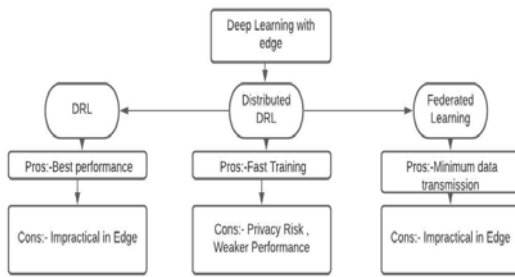 Deep Learning with
edge
DRL
Distributed
DRL
Federated
Learning
Pros:-Best performance
Pros:-Fast Training
Pros:-Minimum data
transmission
Cons:- Impractical in Edge
Cons:- Privacy Risk ,
Weaker Performance
Cons:- Impractical in Edge